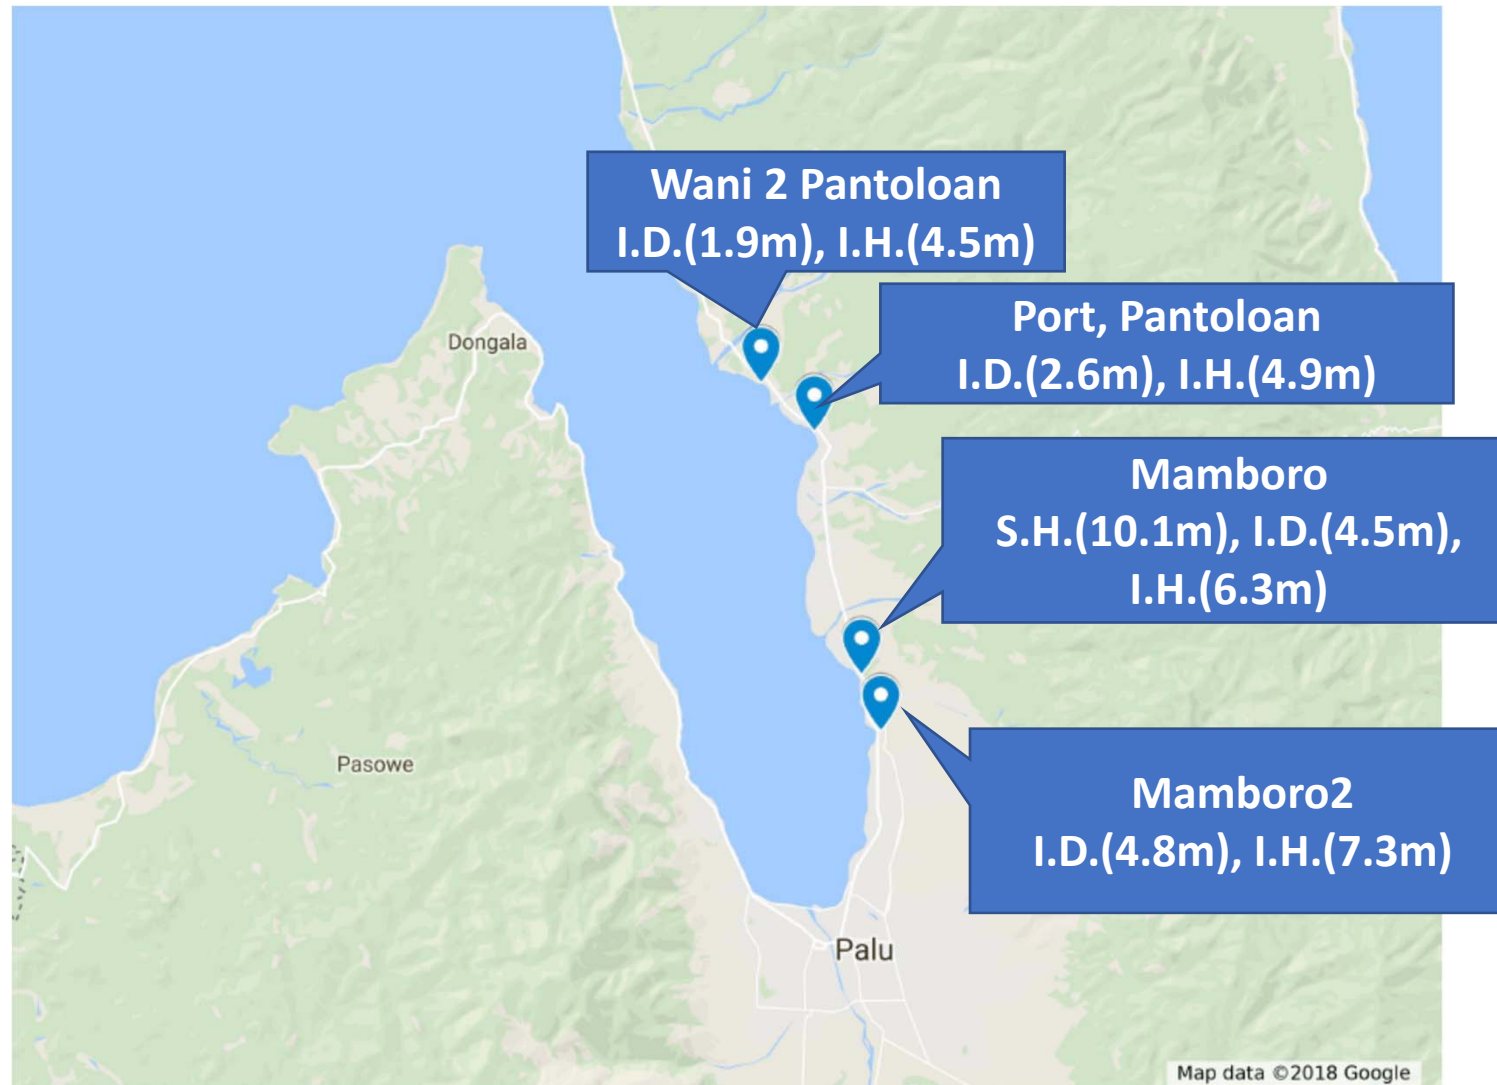 Wani 2 Pantoloan
I.D.(1.9m), I.H.(4.5m)
Port, Pantoloan
I.D.(2.6m), I.H.(4.9m)
Dongala
Mamboro
S.H.(10.1m), I.D.(4.5m),
I.H.(6.3m)
Pasowe
Mamboro2
I.D.(4.8m), I.H.(7.3m)
Palu
Map data ©2018 Google